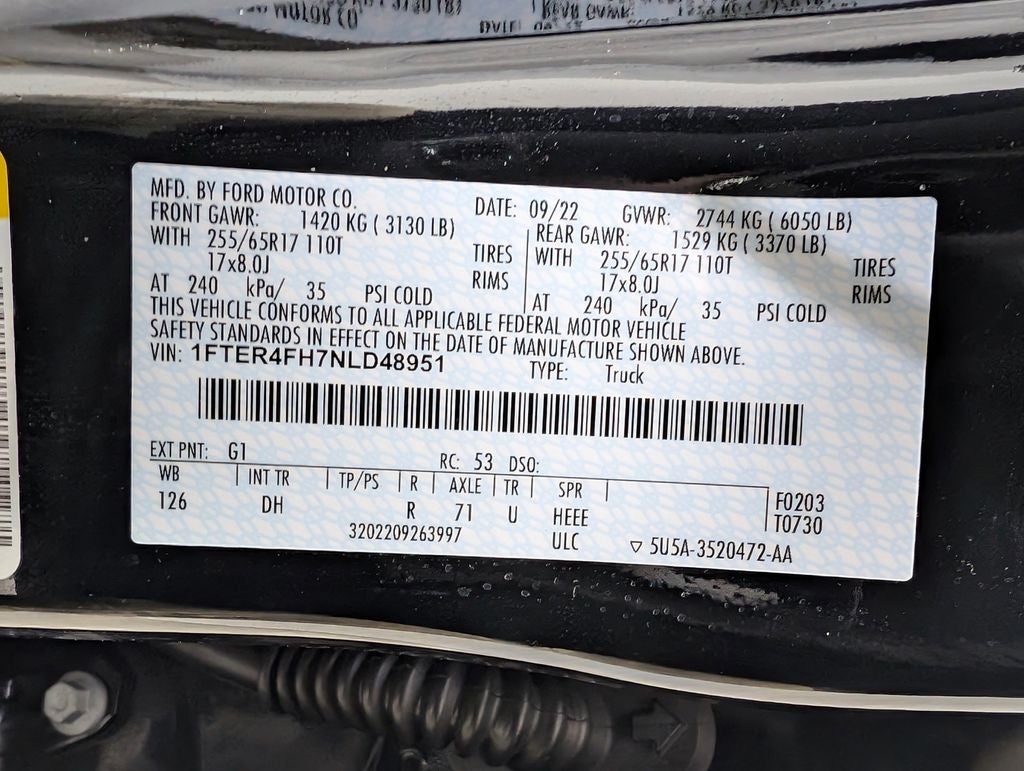 MFD. BY FORD MOTOR CO. DATE: 09/22 GVWR: 2744 KG ( 6050 LB)
FRONT GAWR: 1420 KG ( 3130 LB) REAR GAWR: 1529 KG ( 3370 LB)
WITH 255/65R17 110T TIRES WITH 255/65R17 110T TIRES
17x8.0J RIMS 17x8.0J RIMS
AT 240 kPa/ 35 PSI COLD AT 240 kPa/ 35 PSI COLD
THIS VEHICLE CONFORMS TO ALL APPLICABLE FEDERAL MOTOR VEHICLE
SAFETY STANDARDS IN EFFECT ON THE DATE OF MANUFACTURE SHOWN ABOVE.
VIN: 1FTER4FH7NLD48951 TYPE: Truck
EXT PNT: G1 RC: 53 DSO:
WB INT TR TP/PS R AXLE TR SPR F0203
126 DH R 71 U HEEE T0730
3202209263997 ULC ▽ 5U5A-3520472-AA